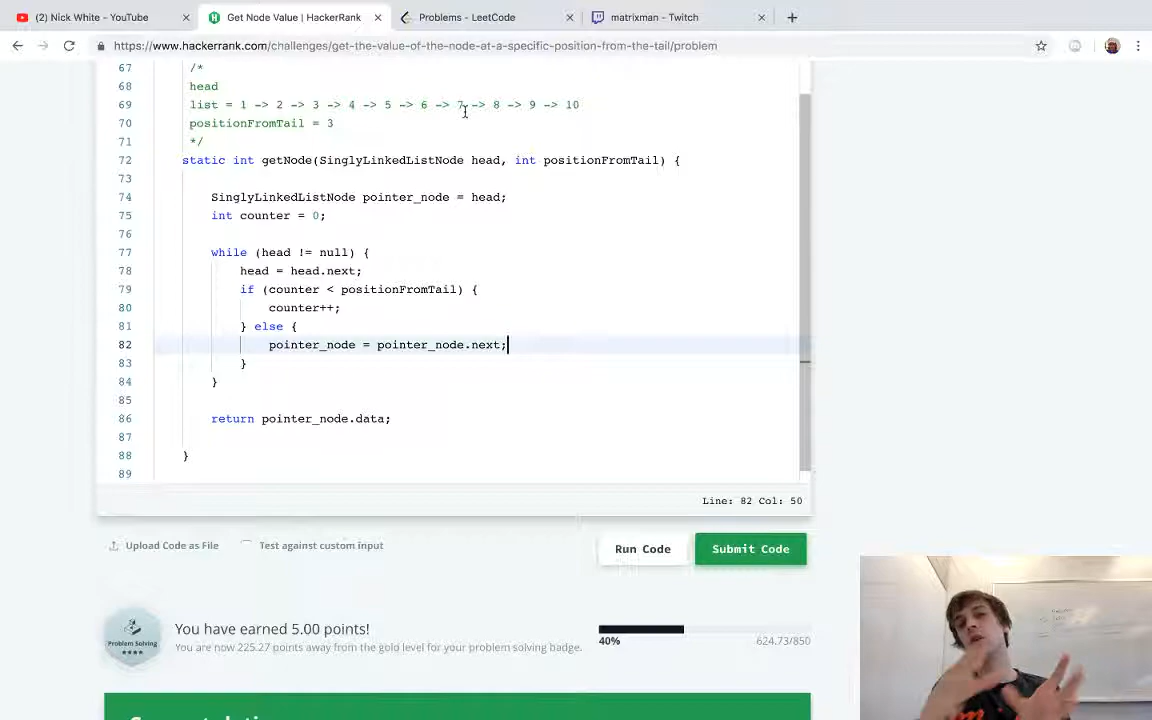 (2) Nick White - YouTube
Get Node Value | HackerRank
Problems - LeetCode
matrixman - Twitch
https://www.hackerrank.com/challenges/get-the-value-of-the-node-at-a-specific-position-from-the-tail/problem
67 /*
68 head
69 list = 1 -> 2 -> 3 -> 4 -> 5 -> 6 -> 7 -> 8 -> 9 -> 10
70 positionFromTail = 3
71 */
72 static int getNode(SinglyLinkedListNode head, int positionFromTail) {
73
74 SinglyLinkedListNode pointer_node = head;
75 int counter = 0;
76
77 while (head != null) {
78 head = head.next;
79 if (counter < positionFromTail) {
80 counter++;
81 } else {
82 pointer_node = pointer_node.next;
83 }
84 }
85
86 return pointer_node.data;
87
88 }
89
Line: 82 Col: 50
Upload Code as File
Test against custom input
Run Code
Submit Code
Problem Solving
You have earned 5.00 points!
You are now 225.27 points away from the gold level for your problem solving badge.
40%
624.73/850